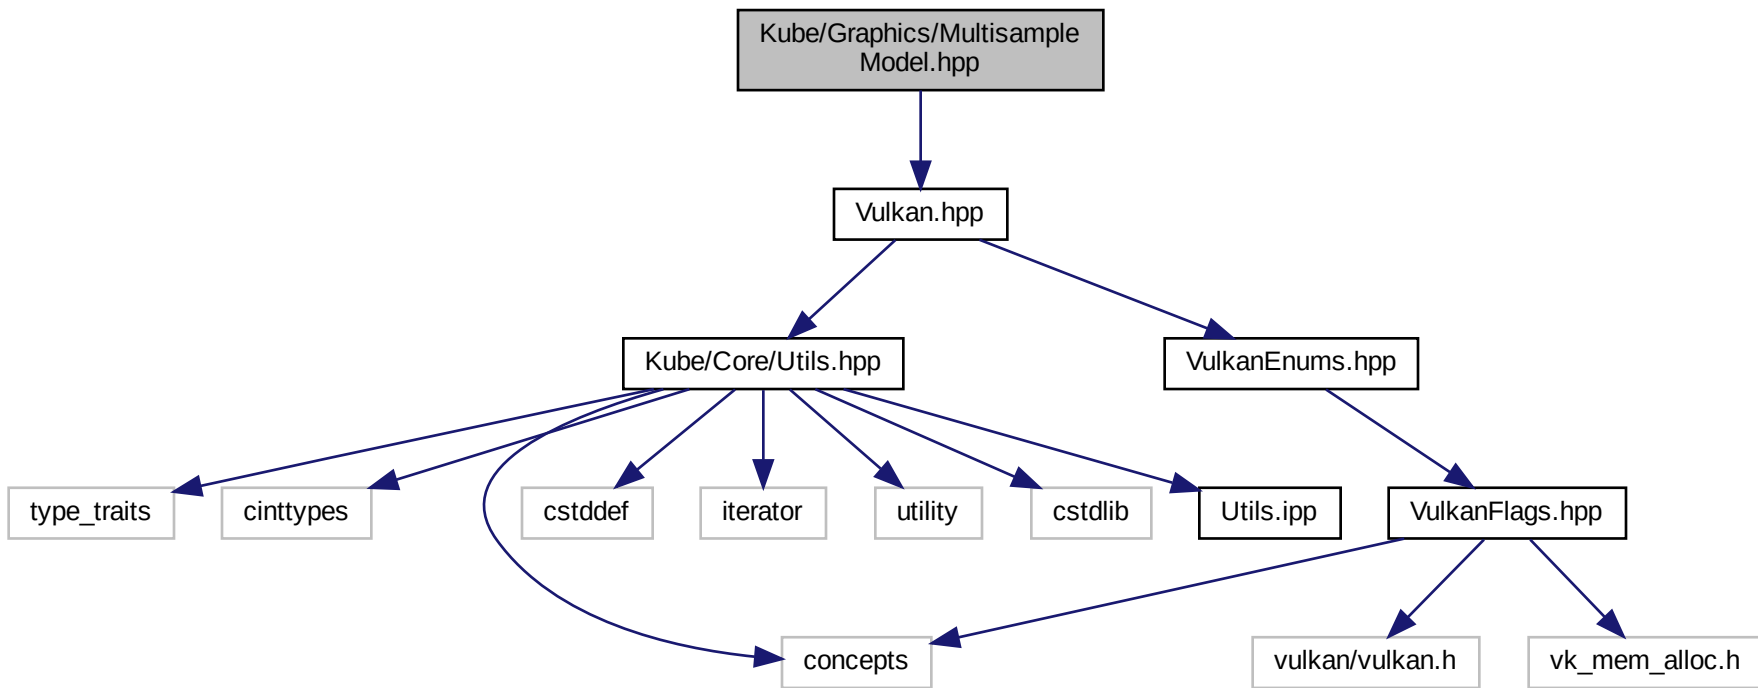 Kube/Graphics/Multisample
Model.hpp
Vulkan.hpp
Kube/Core/Utils.hpp
VulkanEnums.hpp
type_traits
cinttypes
cstddef
iterator
utility
cstdlib
Utils.ipp
VulkanFlags.hpp
concepts
vulkan/vulkan.h
vk_mem_alloc.h